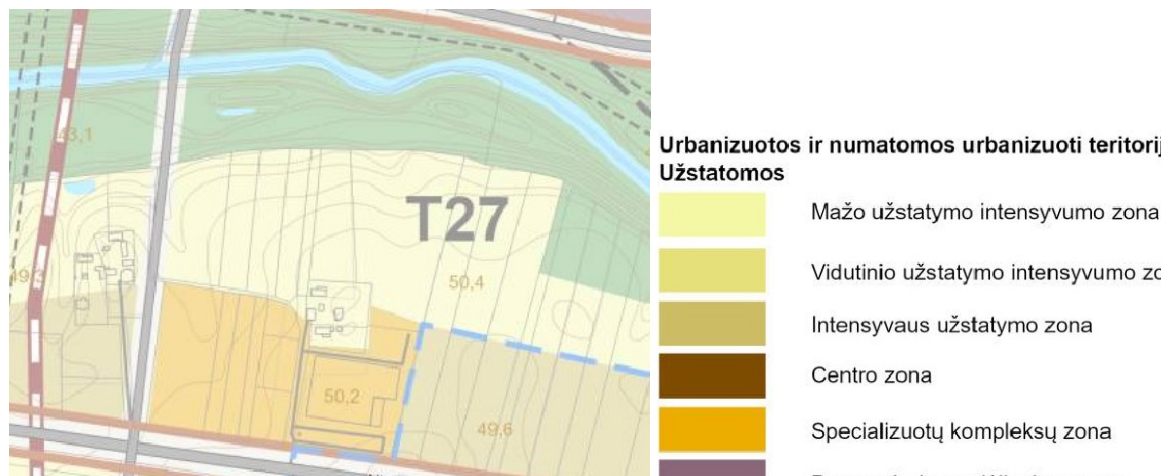 43,1
T27
49,3
50,4
50,2
49,6
Urbanizuotos ir numatomos urbanizuoti teritorij
Užstatomos
Mažo užstatymo intensyvumo zona
Vidutinio užstatymo intensyvumo zo
Intensyvaus užstatymo zona
Centro zona
Specializuotų kompleksų zona